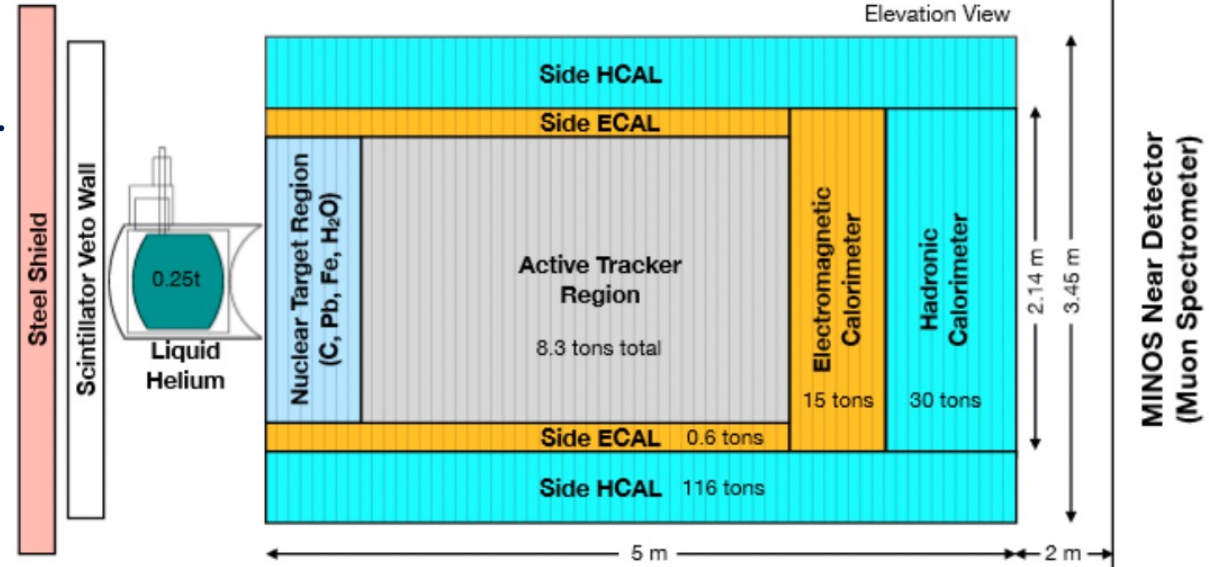 Elevation View
Side HCAL
Side ECAL
Steel Shield
Scintillator Veto Wall
0.25t
Liquid
Helium
Nuclear Target Region
(C, Pb, Fe, H₂O)
Active Tracker
Region
8.3 tons total
Electromagnetic
Calorimeter
15 tons
Hadronic
Calorimeter
30 tons
2.14 m
3.45 m
MINOS Near Detector
(Muon Spectrometer)
Side ECAL 0.6 tons
Side HCAL 116 tons
5 m
2 m